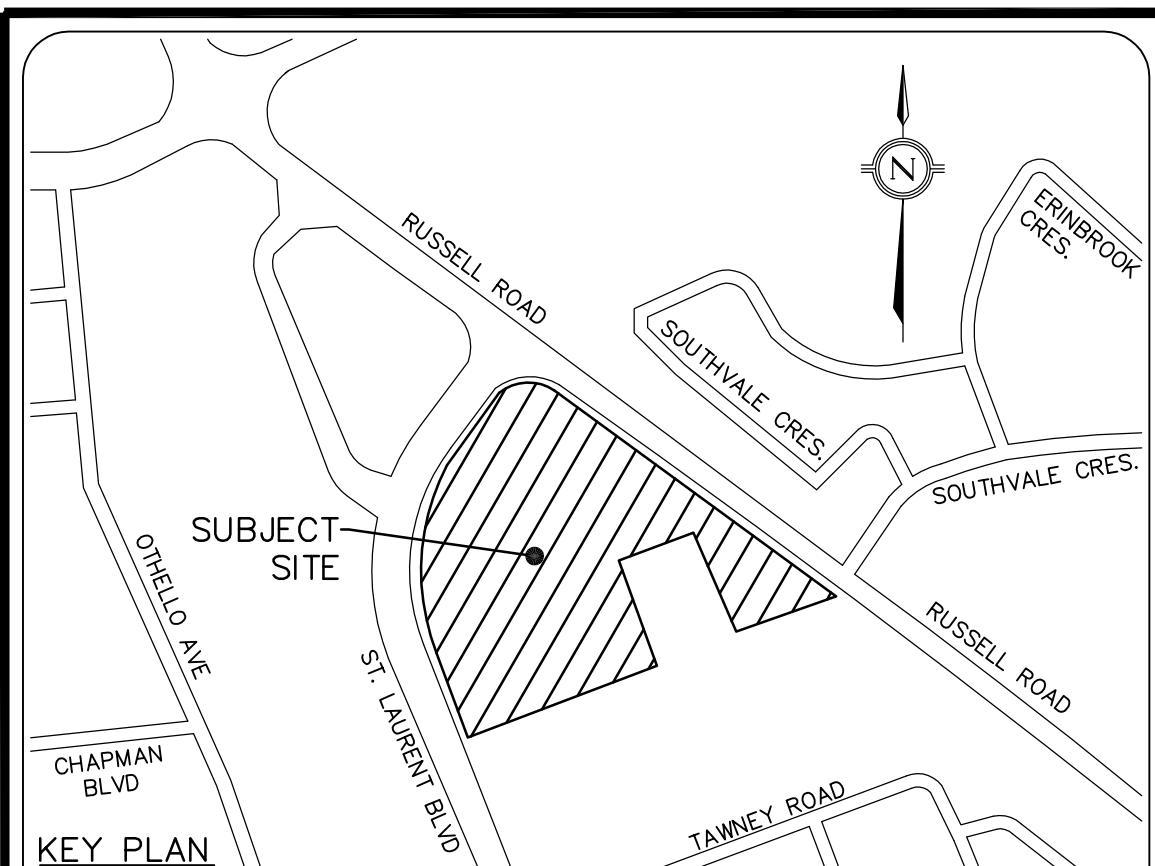 N
ERINBROOK
CRES.
RUSSELL ROAD
SOUTHVALE CRES.
SOUTHVALE CRES.
SUBJECT
SITE
OTHELLO AVE
RUSSELL ROAD
ST. LAURENT BLVD
CHAPMAN
BLVD
TAWNEY ROAD
KEY PLAN